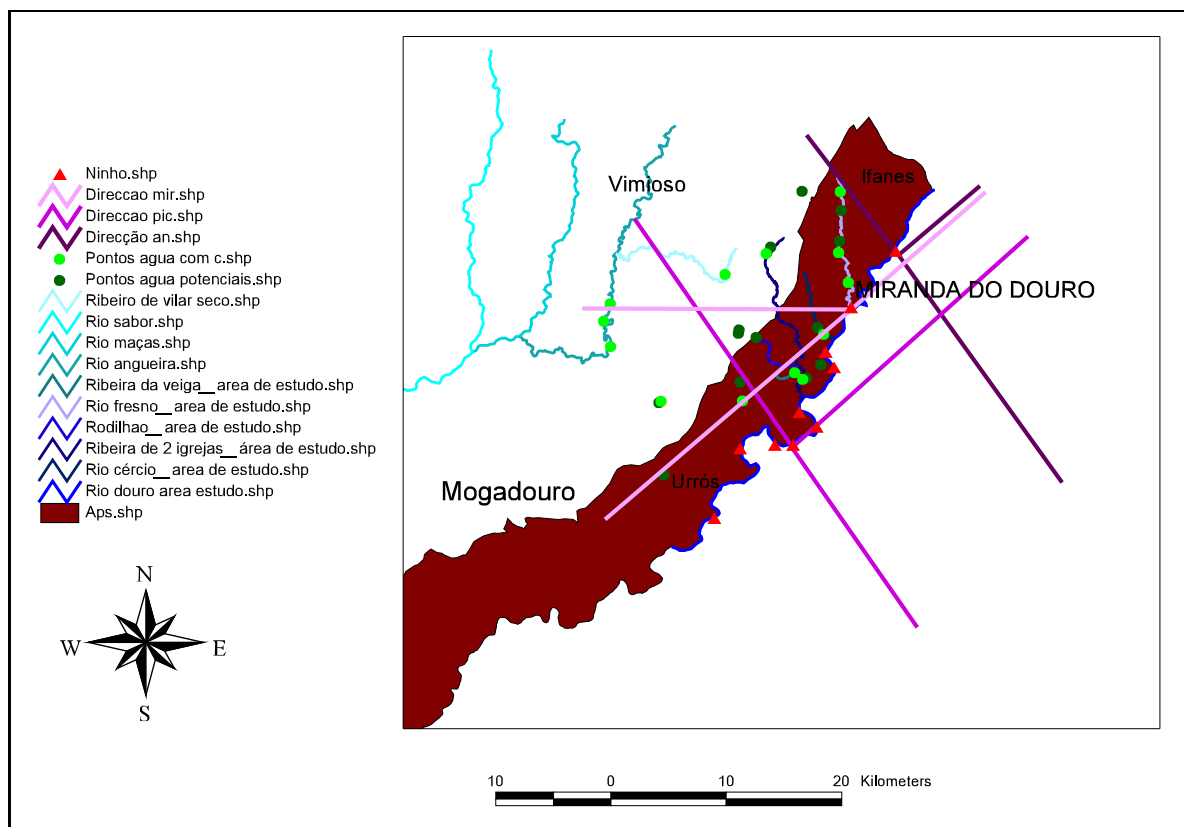 Ninho.shp
Direccao mir.shp
Direccao pic.shp
Direcção an.shp
Pontos agua com c.shp
Pontos agua potenciais.shp
Ribeiro de vilar seco.shp
Rio sabor.shp
Rio maças.shp
Rio angueira.shp
Ribeira da veiga__area de estudo.shp
Rio fresno__area de estudo.shp
Rodilhao__area de estudo.shp
Ribeira de 2 igrejas__área de estudo.shp
Rio cércio__area de estudo.shp
Rio douro area estudo.shp
Aps.shp
N
W E
S
Ifanes
Vimioso
MIRANDA DO DOURO
Urrós
Mogadouro
10 0 10 20 Kilometers